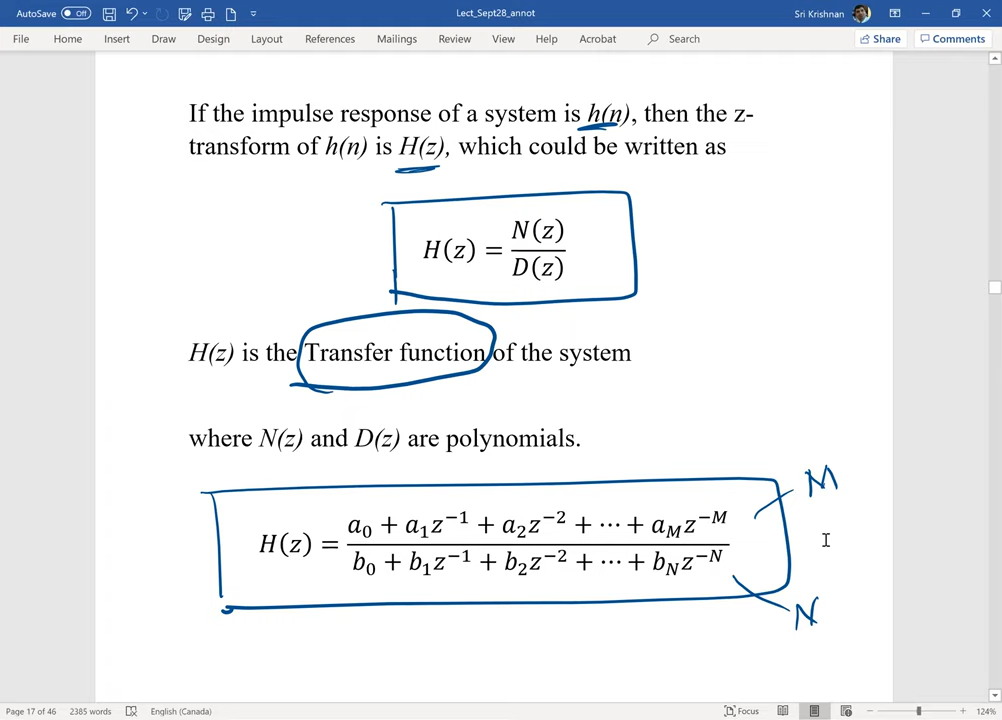 AutoSave Off Lect_Sept28_annot Sri Krishnan
File Home Insert Draw Design Layout References Mailings Review View Help Acrobat Search Share Comments
If the impulse response of a system is h(n), then the z-
transform of h(n) is H(z), which could be written as
H(z) = N(z) / D(z)
H(z) is the Transfer function of the system
where N(z) and D(z) are polynomials.
M
H(z) = (a₀ + a₁z⁻¹ + a₂z⁻² + ⋯ + a_M z^{-M}) / (b₀ + b₁z⁻¹ + b₂z⁻² + ⋯ + b_N z^{-N})
N
Page 17 of 46 2385 words English (Canada) Focus 124%